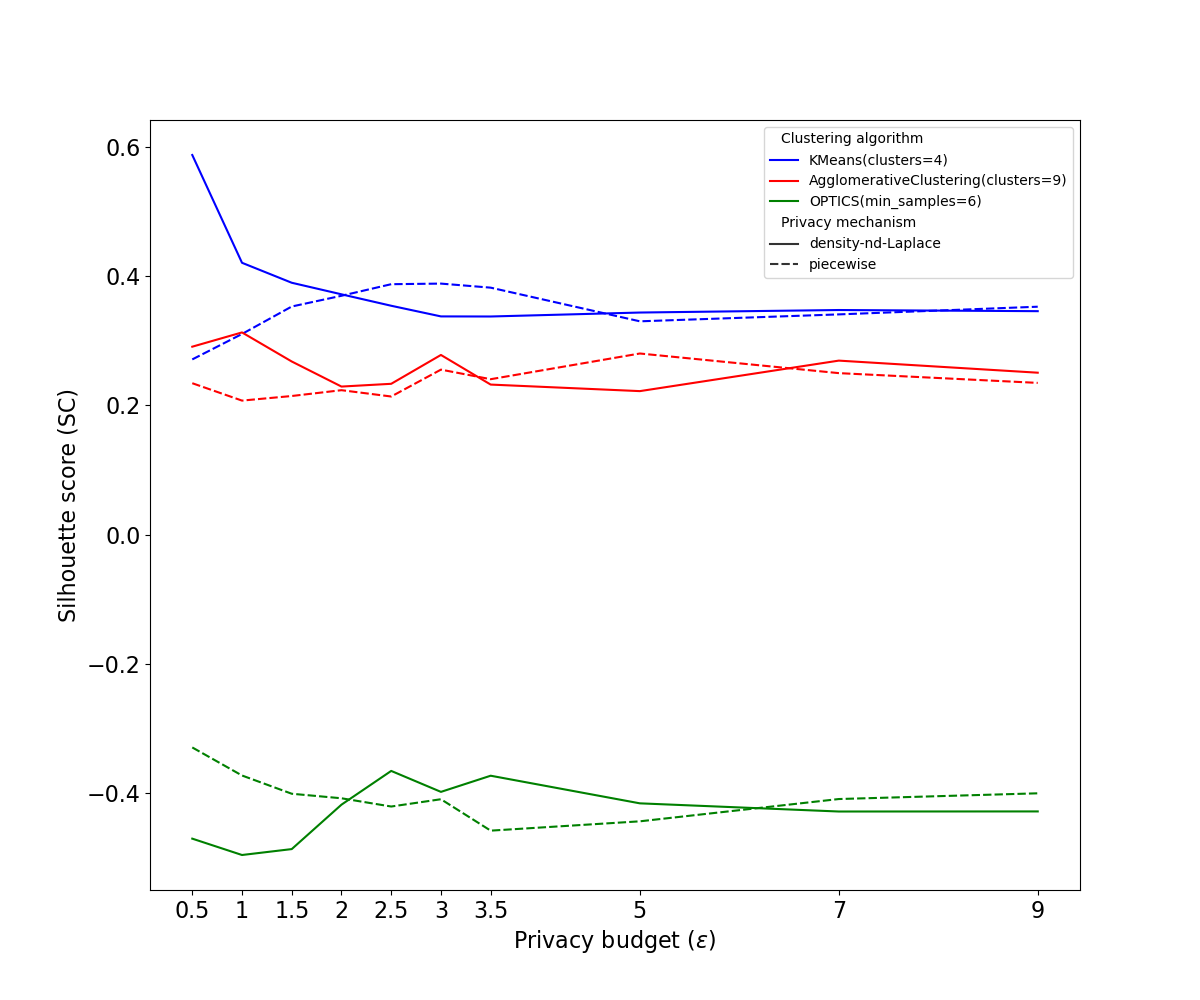 Clustering algorithm
KMeans(clusters=4)
AgglomerativeClustering(clusters=9)
OPTICS(min_samples=6)
Privacy mechanism
density-nd-Laplace
piecewise
Silhouette score (SC)
0.6
0.4
0.2
0.0
−0.2
−0.4
0.5 1 1.5 2 2.5 3 3.5 5 7 9
Privacy budget (ε)